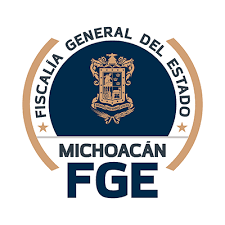 FISCALÍA GENERAL DEL ESTADO
MICHOACÁN
FGE